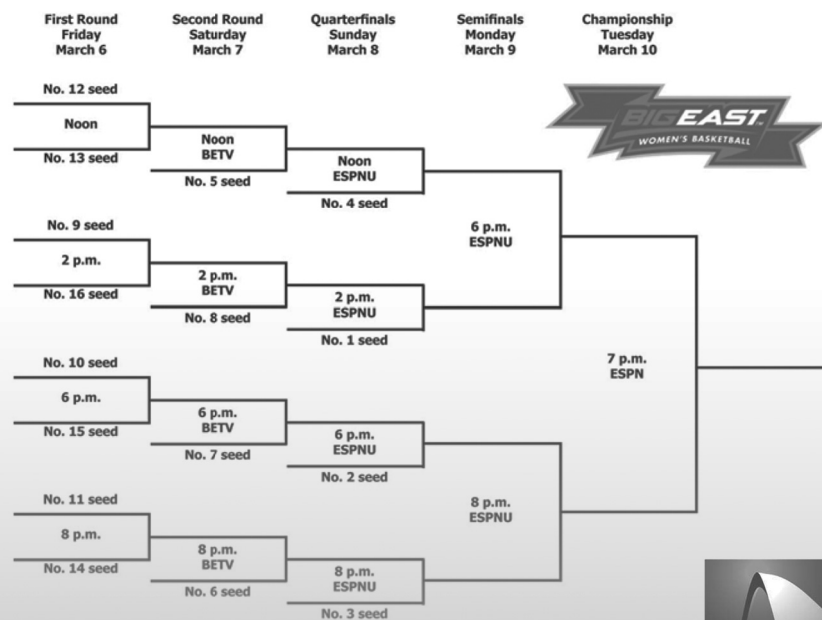 First Round
Friday
March 6
Second Round
Saturday
March 7
Quarterfinals
Sunday
March 8
Semifinals
Monday
March 9
Championship
Tuesday
March 10
BIG EAST
WOMEN'S BASKETBALL
No. 12 seed
Noon
No. 13 seed
Noon
BETV
No. 5 seed
Noon
ESPNU
No. 4 seed
6 p.m.
ESPNU
No. 9 seed
2 p.m.
No. 16 seed
2 p.m.
BETV
No. 8 seed
2 p.m.
ESPNU
No. 1 seed
7 p.m.
ESPN
No. 10 seed
6 p.m.
No. 15 seed
6 p.m.
BETV
No. 7 seed
6 p.m.
ESPNU
No. 2 seed
8 p.m.
ESPNU
No. 11 seed
8 p.m.
No. 14 seed
8 p.m.
BETV
No. 6 seed
8 p.m.
ESPNU
No. 3 seed